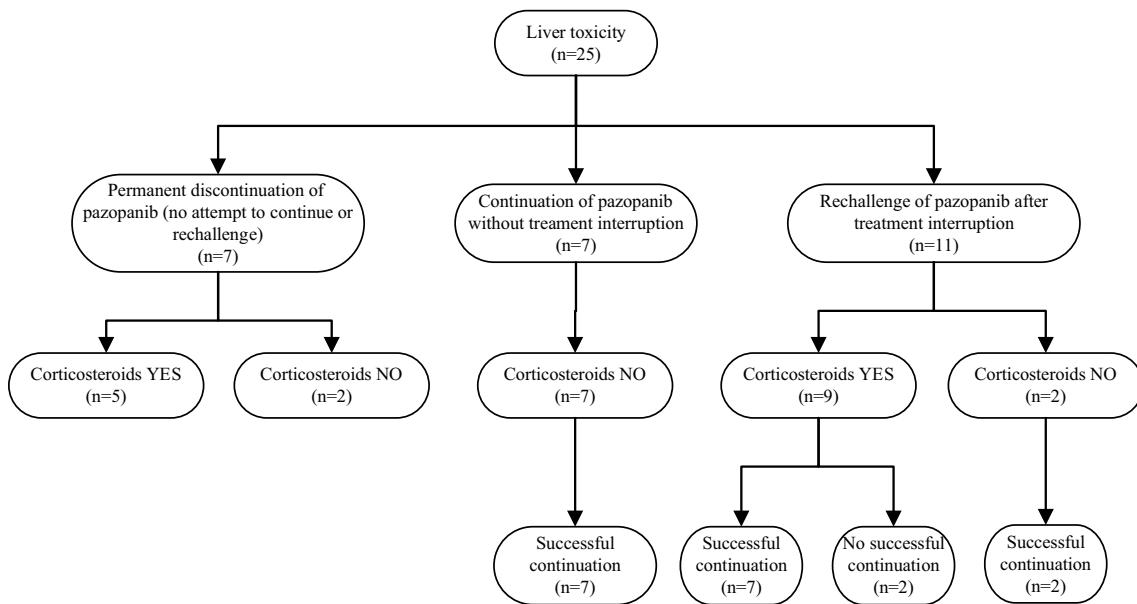 Liver toxicity
(n=25)
Permanent discontinuation of
pazopanib (no attempt to continue or
rechallenge)
(n=7)
Continuation of pazopanib
without treament interruption
(n=7)
Rechallenge of pazopanib after
treatment interruption
(n=11)
Corticosteroids YES
(n=5)
Corticosteroids NO
(n=2)
Corticosteroids NO
(n=7)
Corticosteroids YES
(n=9)
Corticosteroids NO
(n=2)
Successful
continuation
(n=7)
Successful
continuation
(n=7)
No successful
continuation
(n=2)
Successful
continuation
(n=2)